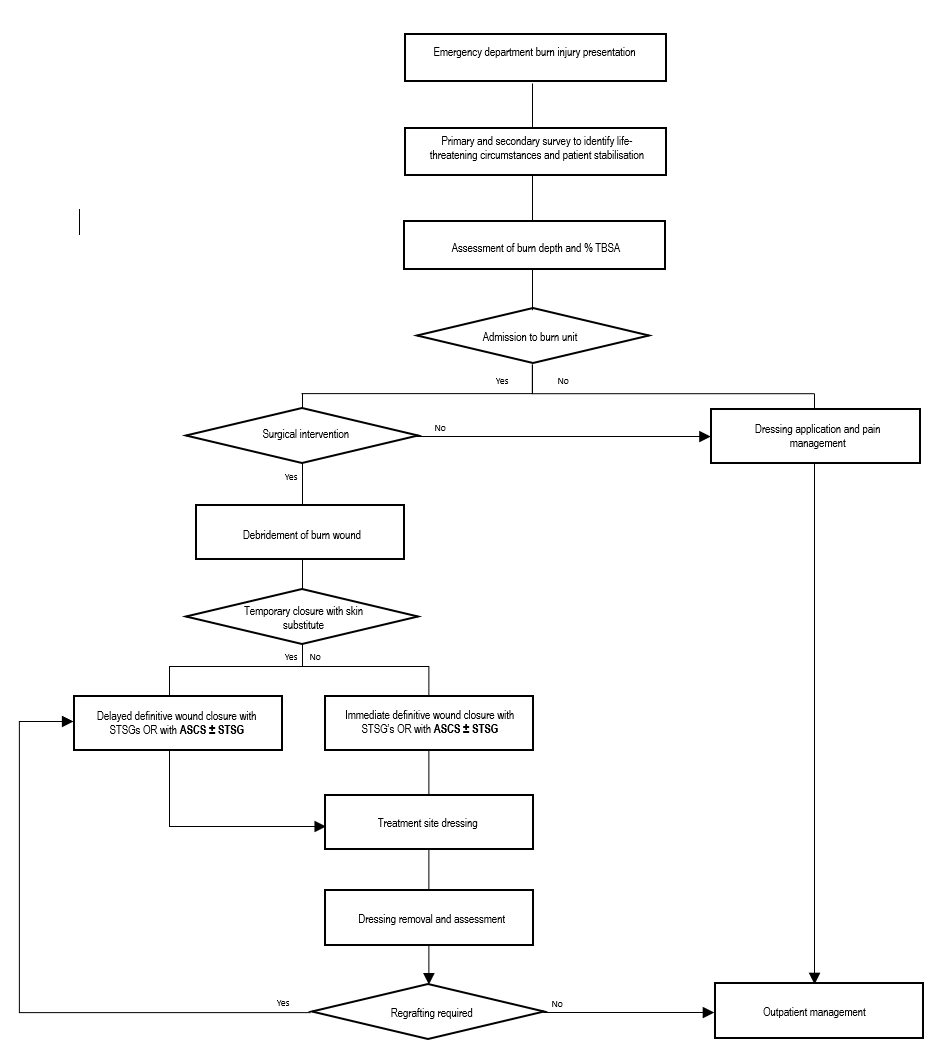 Emergency department burn injury presentation
Primary and secondary survey to identify life-
threatening circumstances and patient stabilisation
Assessment of burn depth and % TBSA
Admission to burn unit
Yes
No
Surgical intervention
No
Dressing application and pain
management
Yes
Debridement of burn wound
Temporary closure with skin
substitute
Yes
No
Delayed definitive wound closure with
STSGs OR with ASCS ± STSG
Immediate definitive wound closure with
STSG's OR with ASCS ± STSG
Treatment site dressing
Dressing removal and assessment
Yes
Regrafting required
No
Outpatient management